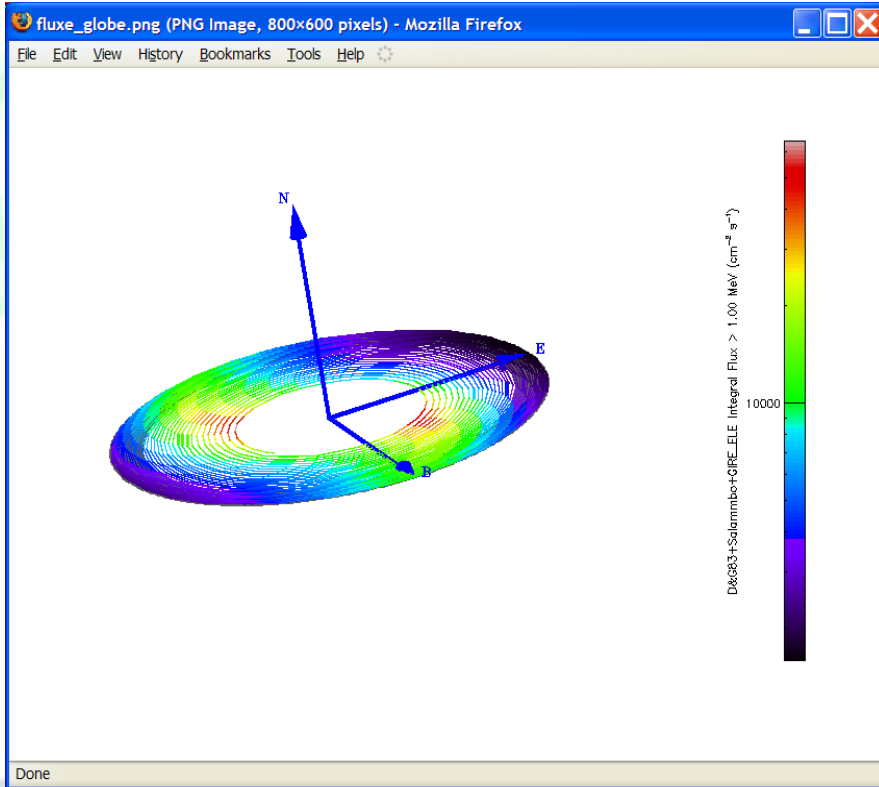 fluxe_globe.png (PNG Image, 800×600 pixels) - Mozilla Firefox
File Edit View History Bookmarks Tools Help
N
E
B
10000
D&G83+Salammbo+GIRE_ELE Integral Flux > 1.00 MeV (cm⁻² s⁻¹)
Done